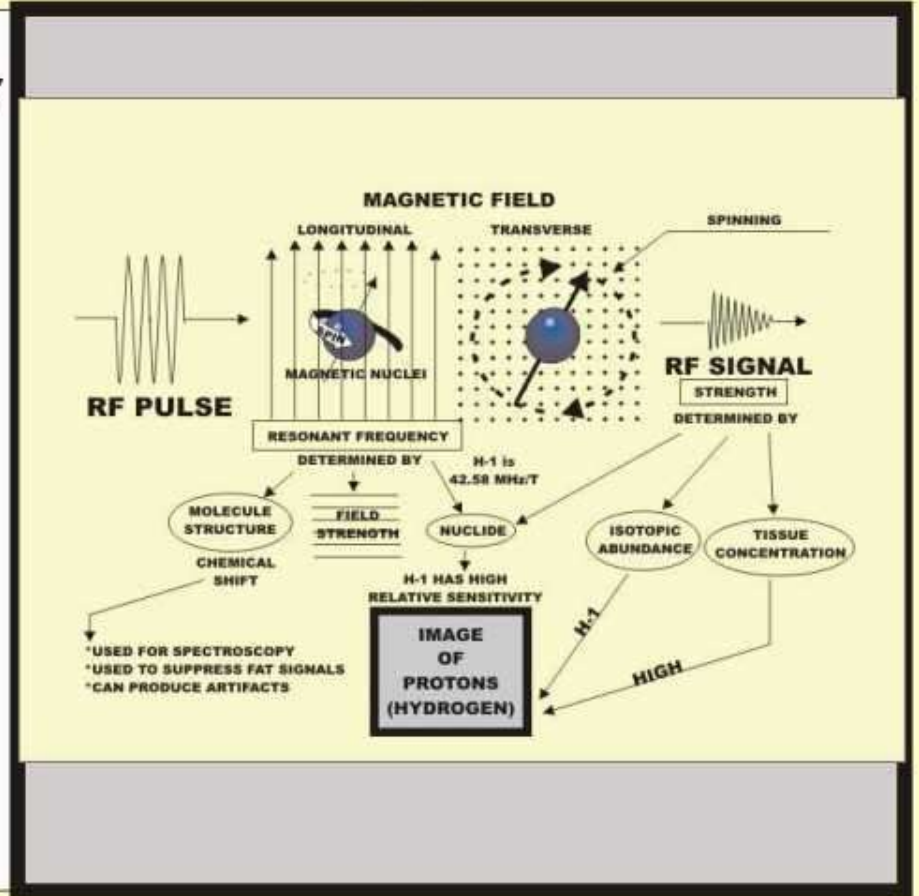 MAGNETIC FIELD
LONGITUDINAL
TRANSVERSE
SPINNING
SPIN
MAGNETIC NUCLEI
RF PULSE
RF SIGNAL
STRENGTH
DETERMINED BY
RESONANT FREQUENCY
DETERMINED BY
H-1 is
42.58 MHz/T
MOLECULE
STRUCTURE
FIELD
STRENGTH
NUCLIDE
ISOTOPIC
ABUNDANCE
TISSUE
CONCENTRATION
CHEMICAL
SHIFT
H-1 HAS HIGH
RELATIVE SENSITIVITY
*USED FOR SPECTROSCOPY
*USED TO SUPPRESS FAT SIGNALS
*CAN PRODUCE ARTIFACTS
IMAGE
OF
PROTONS
(HYDROGEN)
H-1
HIGH